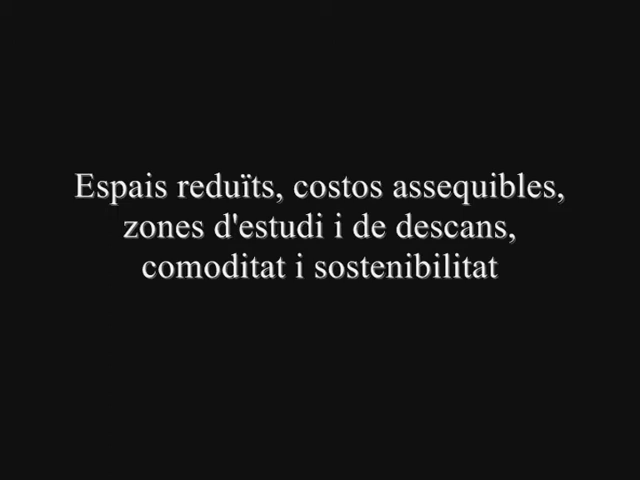 Espais reduïts, costos assequibles,
zones d'estudi i de descans,
comoditat i sostenibilitat